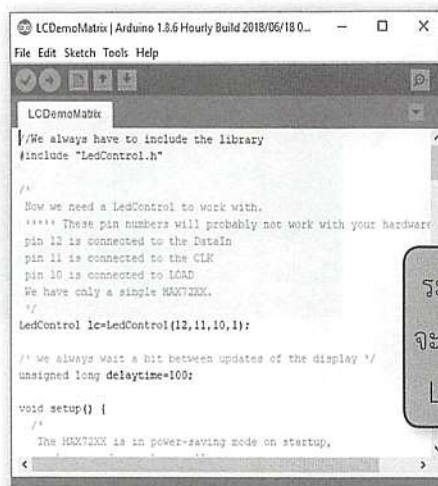 LCDemoMatrix | Arduino 1.8.6 Hourly Build 2018/06/18 0...
File Edit Sketch Tools Help
LCDemoMatrix
//We always have to include the library
#include "LedControl.h"
/*
Now we need a LedControl to work with.
***** These pin numbers will probably not work with your hardware
pin 12 is connected to the DataIn
pin 11 is connected to the CLK
pin 10 is connected to LOAD
We have only a single MAX72XX.
*/
LedControl lc=LedControl(12,11,10,1);
/* we always wait a bit between updates of the display */
unsigned long delaytime=100;
void setup() {
/*
The MAX72XX is in power-saving mode on startup,